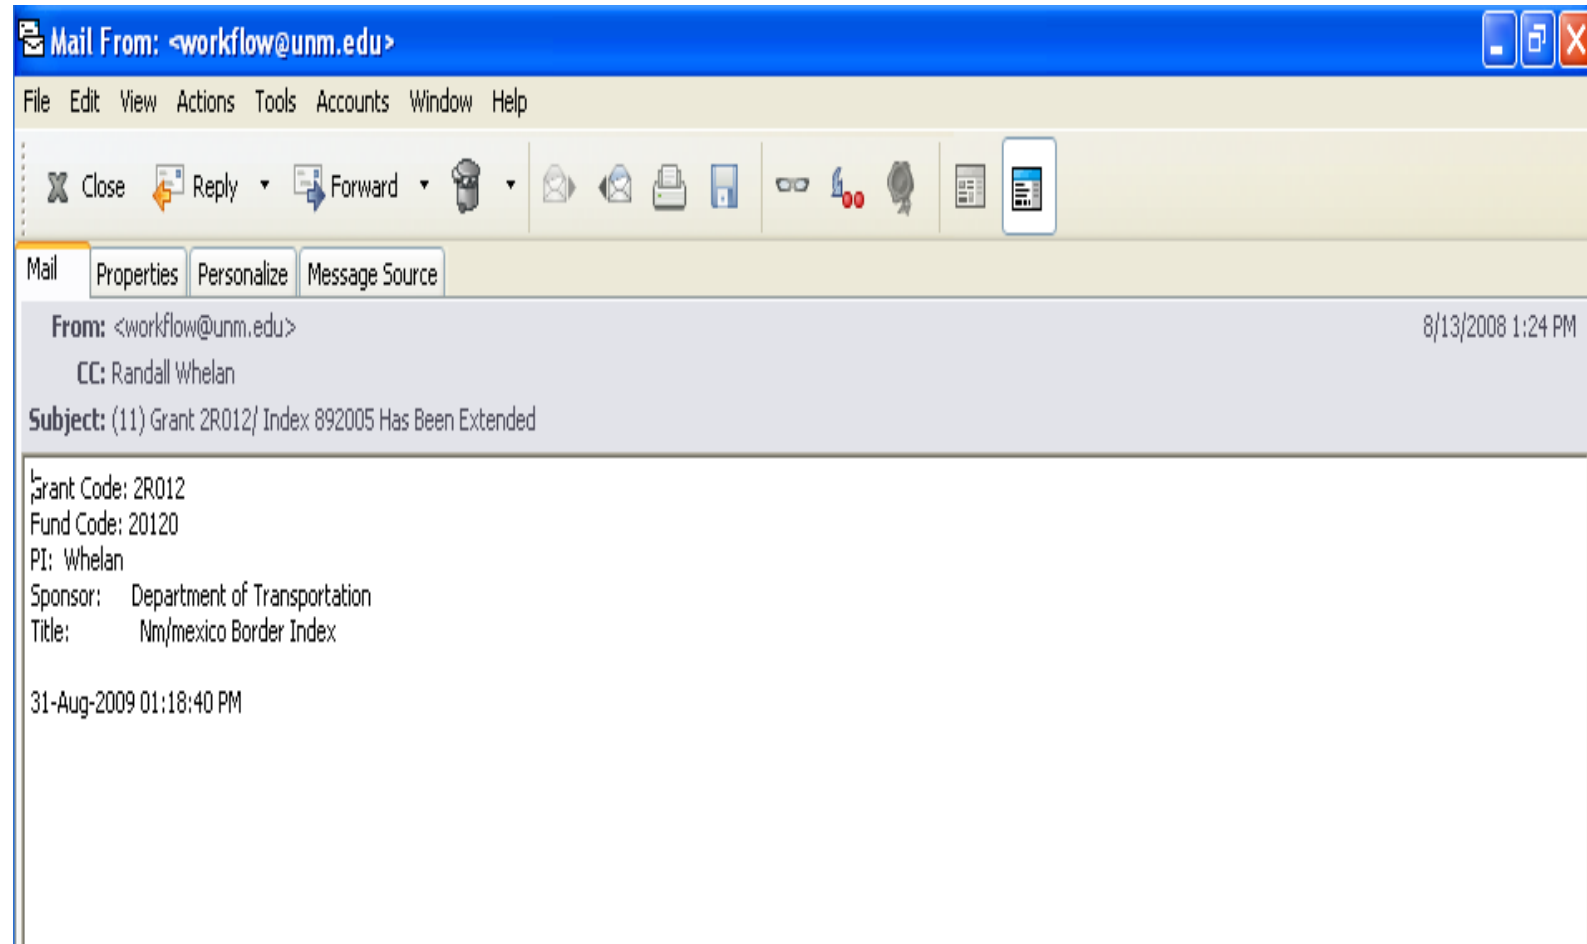 Mail From: <workflow@unm.edu>
File Edit View Actions Tools Accounts Window Help
Close Reply Forward
Mail Properties Personalize Message Source
From: <workflow@unm.edu> 8/13/2008 1:24 PM
CC: Randall Whelan
Subject: (11) Grant 2R012/ Index 892005 Has Been Extended
Grant Code: 2R012
Fund Code: 20120
PI: Whelan
Sponsor: Department of Transportation
Title: Nm/mexico Border Index
31-Aug-2009 01:18:40 PM